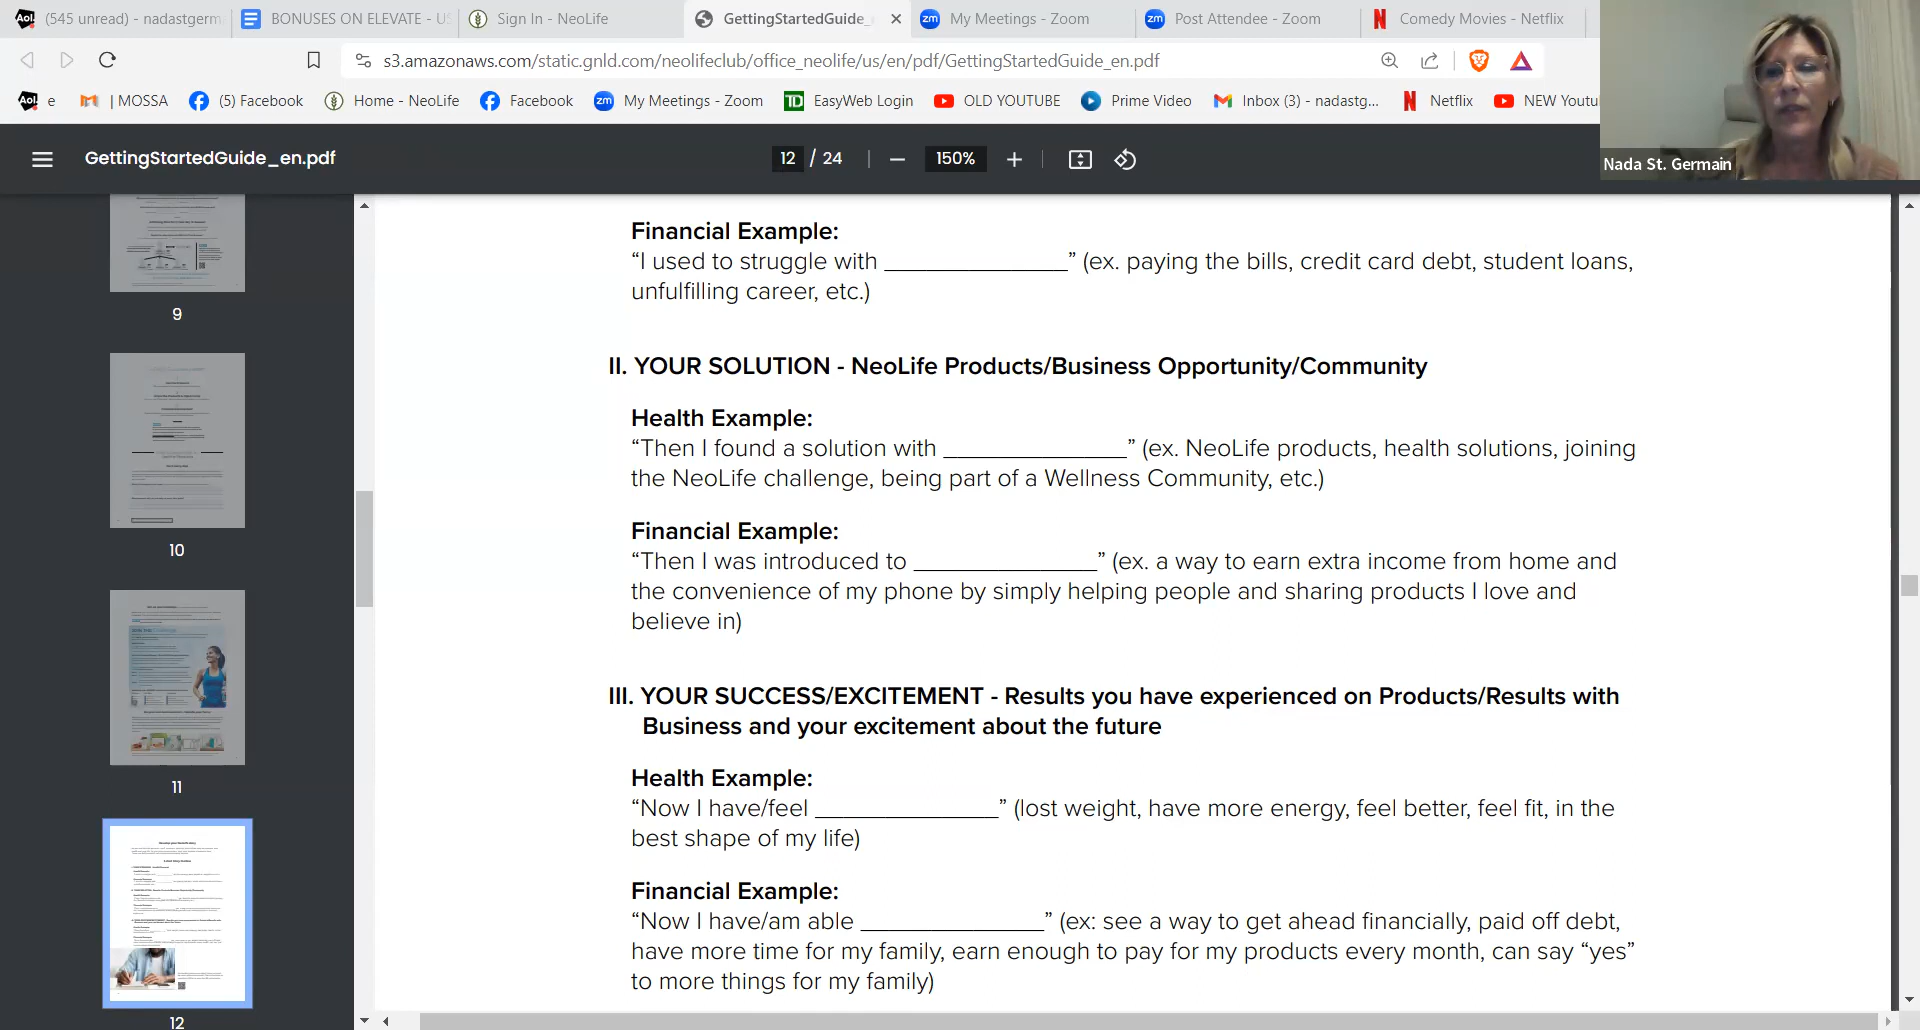 (545 unread) - nadastgerm
BONUSES ON ELEVATE - US
Sign In - NeoLife
GettingStartedGuide_
My Meetings - Zoom
Post Attendee - Zoom
Comedy Movies - Netflix
s3.amazonaws.com/static.gnld.com/neolifeclub/office_neolife/us/en/pdf/GettingStartedGuide_en.pdf
Aol. e
| MOSSA
(5) Facebook
Home - NeoLife
Facebook
My Meetings - Zoom
EasyWeb Login
OLD YOUTUBE
Prime Video
Inbox (3) - nadastg...
Netflix
NEW Youtu
Nada St. Germain
GettingStartedGuide_en.pdf
12 / 24
150%
9
10
11
12
Financial Example:
“I used to struggle with ______________” (ex. paying the bills, credit card debt, student loans,
unfulfilling career, etc.)
II. YOUR SOLUTION - NeoLife Products/Business Opportunity/Community
Health Example:
“Then I found a solution with ______________” (ex. NeoLife products, health solutions, joining
the NeoLife challenge, being part of a Wellness Community, etc.)
Financial Example:
“Then I was introduced to ______________” (ex. a way to earn extra income from home and
the convenience of my phone by simply helping people and sharing products I love and
believe in)
III. YOUR SUCCESS/EXCITEMENT - Results you have experienced on Products/Results with
Business and your excitement about the future
Health Example:
“Now I have/feel ______________” (lost weight, have more energy, feel better, feel fit, in the
best shape of my life)
Financial Example:
“Now I have/am able ______________” (ex: see a way to get ahead financially, paid off debt,
have more time for my family, earn enough to pay for my products every month, can say “yes”
to more things for my family)